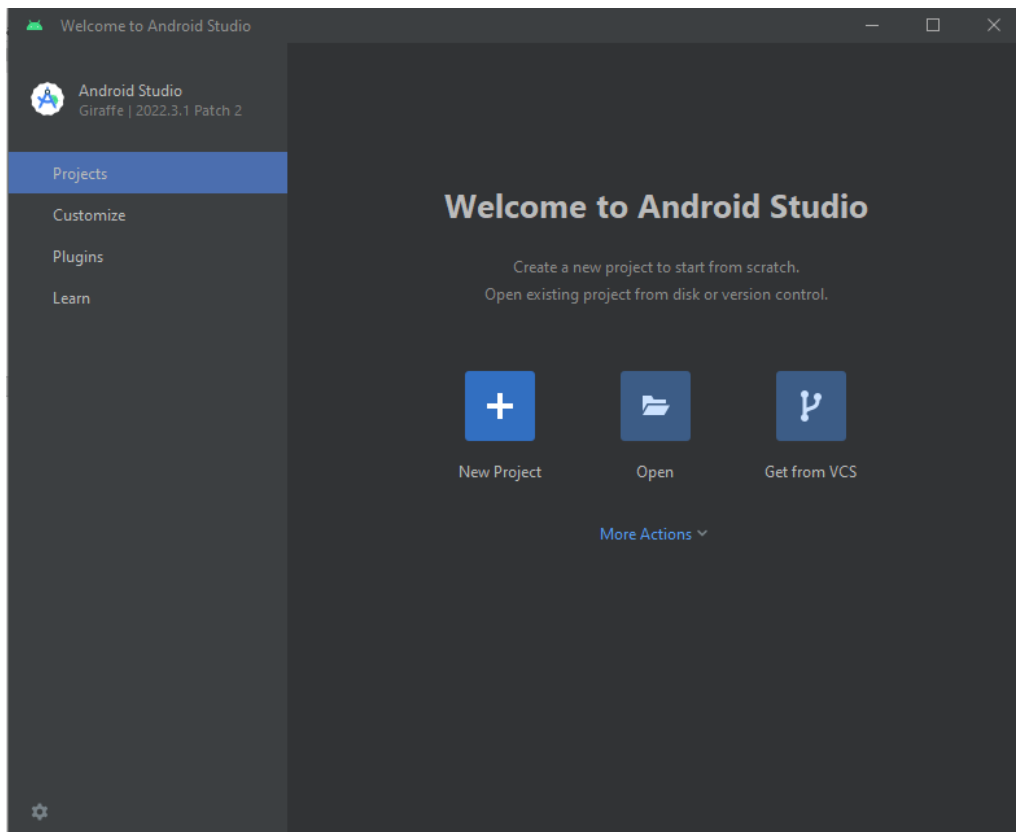 Welcome to Android Studio
Android Studio
Giraffe | 2022.3.1 Patch 2
Projects
Customize
Plugins
Learn
Welcome to Android Studio
Create a new project to start from scratch.
Open existing project from disk or version control.
New Project
Open
Get from VCS
More Actions